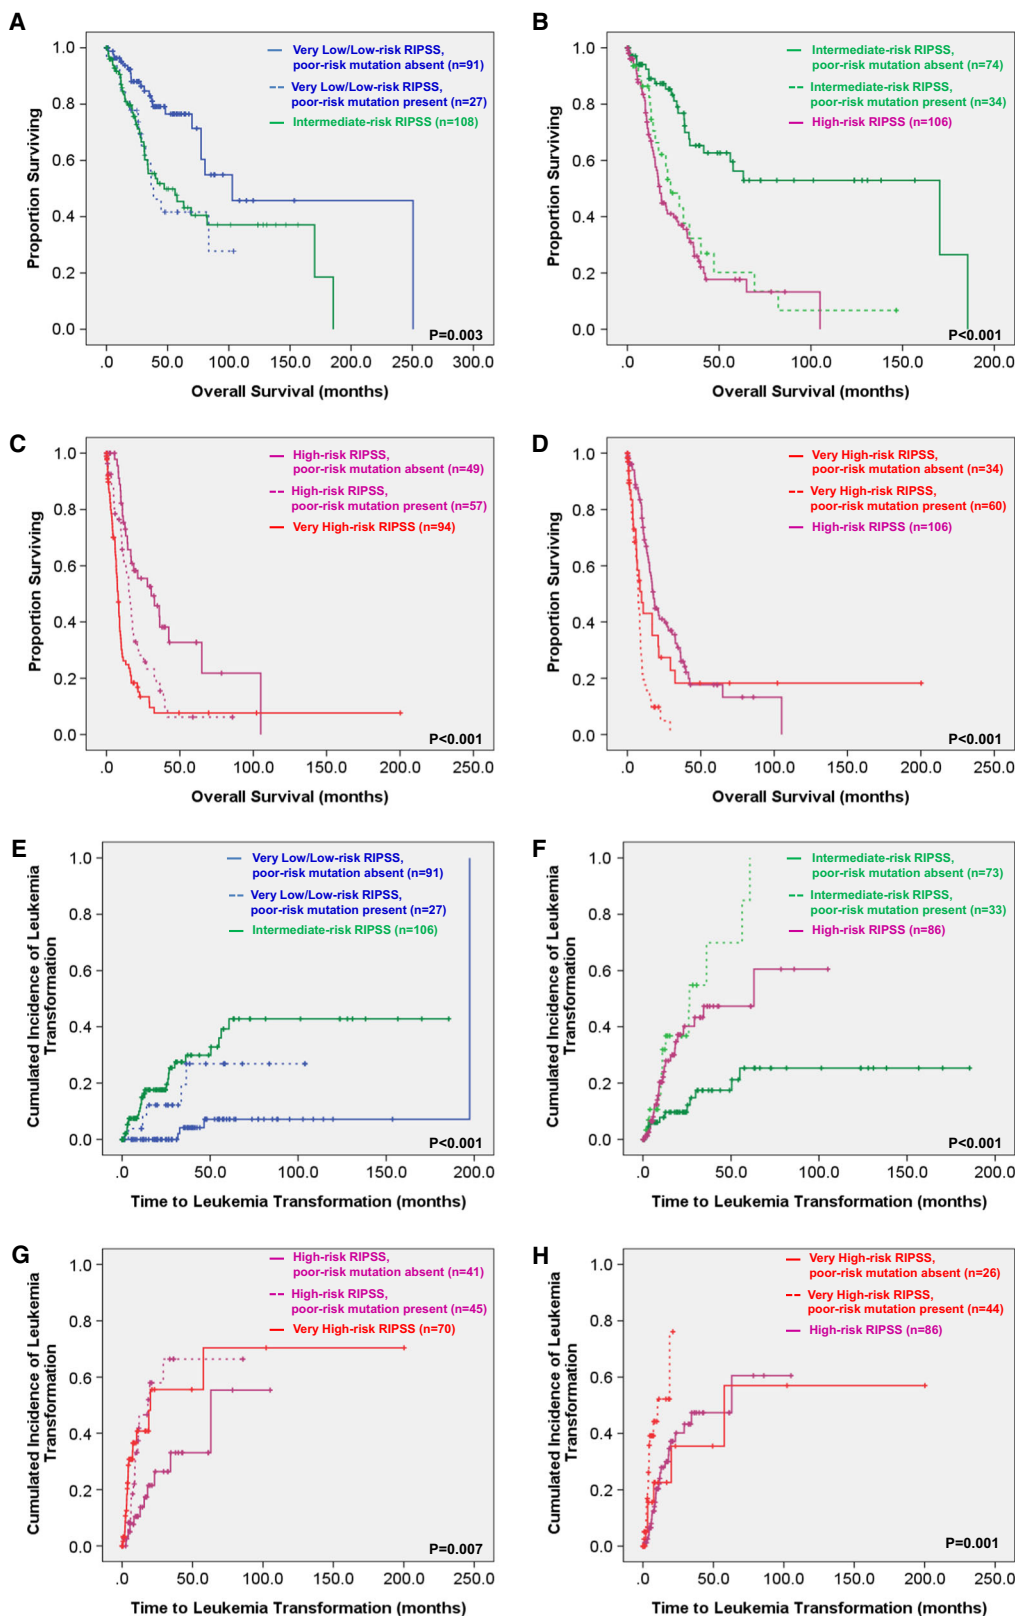 A
Proportion Surviving
1.0
0.8
0.6
0.4
0.2
0.0
Very Low/Low-risk RIPSS,
poor-risk mutation absent (n=91)
Very Low/Low-risk RIPSS,
poor-risk mutation present (n=27)
Intermediate-risk RIPSS (n=108)
P=0.003
.0 50.0 100.0 150.0 200.0 250.0 300.0
Overall Survival (months)
B
Proportion Surviving
1.0
0.8
0.6
0.4
0.2
0.0
Intermediate-risk RIPSS,
poor-risk mutation absent (n=74)
Intermediate-risk RIPSS,
poor-risk mutation present (n=34)
High-risk RIPSS (n=106)
P<0.001
.0 50.0 100.0 150.0 200.0
Overall Survival (months)
C
Proportion Surviving
1.0
0.8
0.6
0.4
0.2
0.0
High-risk RIPSS,
poor-risk mutation absent (n=49)
High-risk RIPSS,
poor-risk mutation present (n=57)
Very High-risk RIPSS (n=94)
P<0.001
.0 50.0 100.0 150.0 200.0 250.0
Overall Survival (months)
D
Proportion Surviving
1.0
0.8
0.6
0.4
0.2
0.0
Very High-risk RIPSS,
poor-risk mutation absent (n=34)
Very High-risk RIPSS,
poor-risk mutation present (n=60)
High-risk RIPSS (n=106)
P<0.001
.0 50.0 100.0 150.0 200.0 250.0
Overall Survival (months)
E
Cumulated Incidence of Leukemia
Transformation
1.0
0.8
0.6
0.4
0.2
0.0
Very Low/Low-risk RIPSS,
poor-risk mutation absent (n=91)
Very Low/Low-risk RIPSS,
poor-risk mutation present (n=27)
Intermediate-risk RIPSS (n=106)
P<0.001
.0 50.0 100.0 150.0 200.0
Time to Leukemia Transformation (months)
F
Cumulated Incidence of Leukemia
Transformation
1.0
0.8
0.6
0.4
0.2
0.0
Intermediate-risk RIPSS,
poor-risk mutation absent (n=73)
Intermediate-risk RIPSS,
poor-risk mutation present (n=33)
High-risk RIPSS (n=86)
P<0.001
.0 50.0 100.0 150.0 200.0
Time to Leukemia Transformation (months)
G
Cumulated Incidence of Leukemia
Transformation
1.0
0.8
0.6
0.4
0.2
0.0
High-risk RIPSS,
poor-risk mutation absent (n=41)
High-risk RIPSS,
poor-risk mutation present (n=45)
Very High-risk RIPSS (n=70)
P=0.007
.0 50.0 100.0 150.0 200.0 250.0
Time to Leukemia Transformation (months)
H
Cumulated Incidence of Leukemia
Transformation
1.0
0.8
0.6
0.4
0.2
0.0
Very High-risk RIPSS,
poor-risk mutation absent (n=26)
Very High-risk RIPSS,
poor-risk mutation present (n=44)
High-risk RIPSS (n=86)
P=0.001
.0 50.0 100.0 150.0 200.0 250.0
Time to Leukemia Transformation (months)